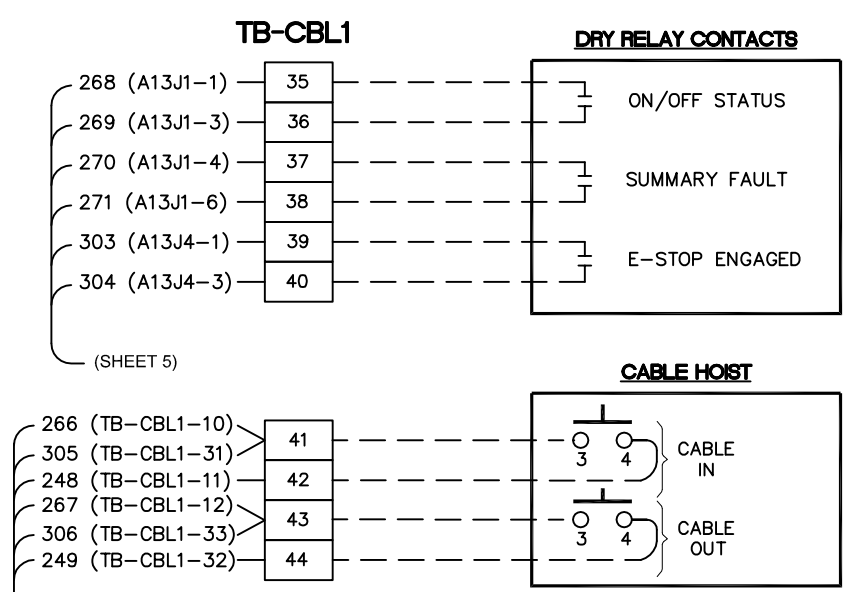 TB-CBL1
DRY RELAY CONTACTS
268 (A13J1-1) 35
ON/OFF STATUS
269 (A13J1-3) 36
270 (A13J1-4) 37
SUMMARY FAULT
271 (A13J1-6) 38
303 (A13J4-1) 39
E-STOP ENGAGED
304 (A13J4-3) 40
(SHEET 5)
CABLE HOIST
266 (TB-CBL1-10)
41
305 (TB-CBL1-31)
3 4
CABLE
IN
248 (TB-CBL1-11) 42
267 (TB-CBL1-12)
43
306 (TB-CBL1-33)
3 4
CABLE
OUT
249 (TB-CBL1-32) 44